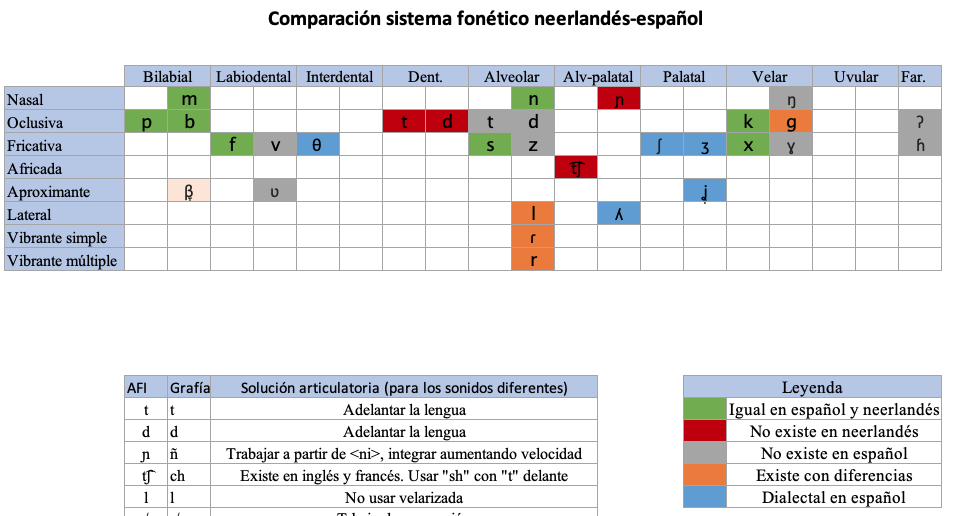 Comparación sistema fonético neerlandés-español
Bilabial Labiodental Interdental Dent. Alveolar Alv-palatal Palatal Velar Uvular Far.
Nasal m n ɲ ŋ
Oclusiva p b t d t d k g ʔ
Fricativa f v θ s z ʃ ʒ x ɣ ɦ
Africada t͡ʃ
Aproximante β̞ ʋ ʝ̞
Lateral l ʎ
Vibrante simple ɾ
Vibrante múltiple r
AFI Grafía Solución articulatoria (para los sonidos diferentes)
t t Adelantar la lengua
d d Adelantar la lengua
ɲ ñ Trabajar a partir de <ni>, integrar aumentando velocidad
t͡ʃ ch Existe en inglés y francés. Usar "sh" con "t" delante
l l No usar velarizada
Leyenda
Igual en español y neerlandés
No existe en neerlandés
No existe en español
Existe con diferencias
Dialectal en español